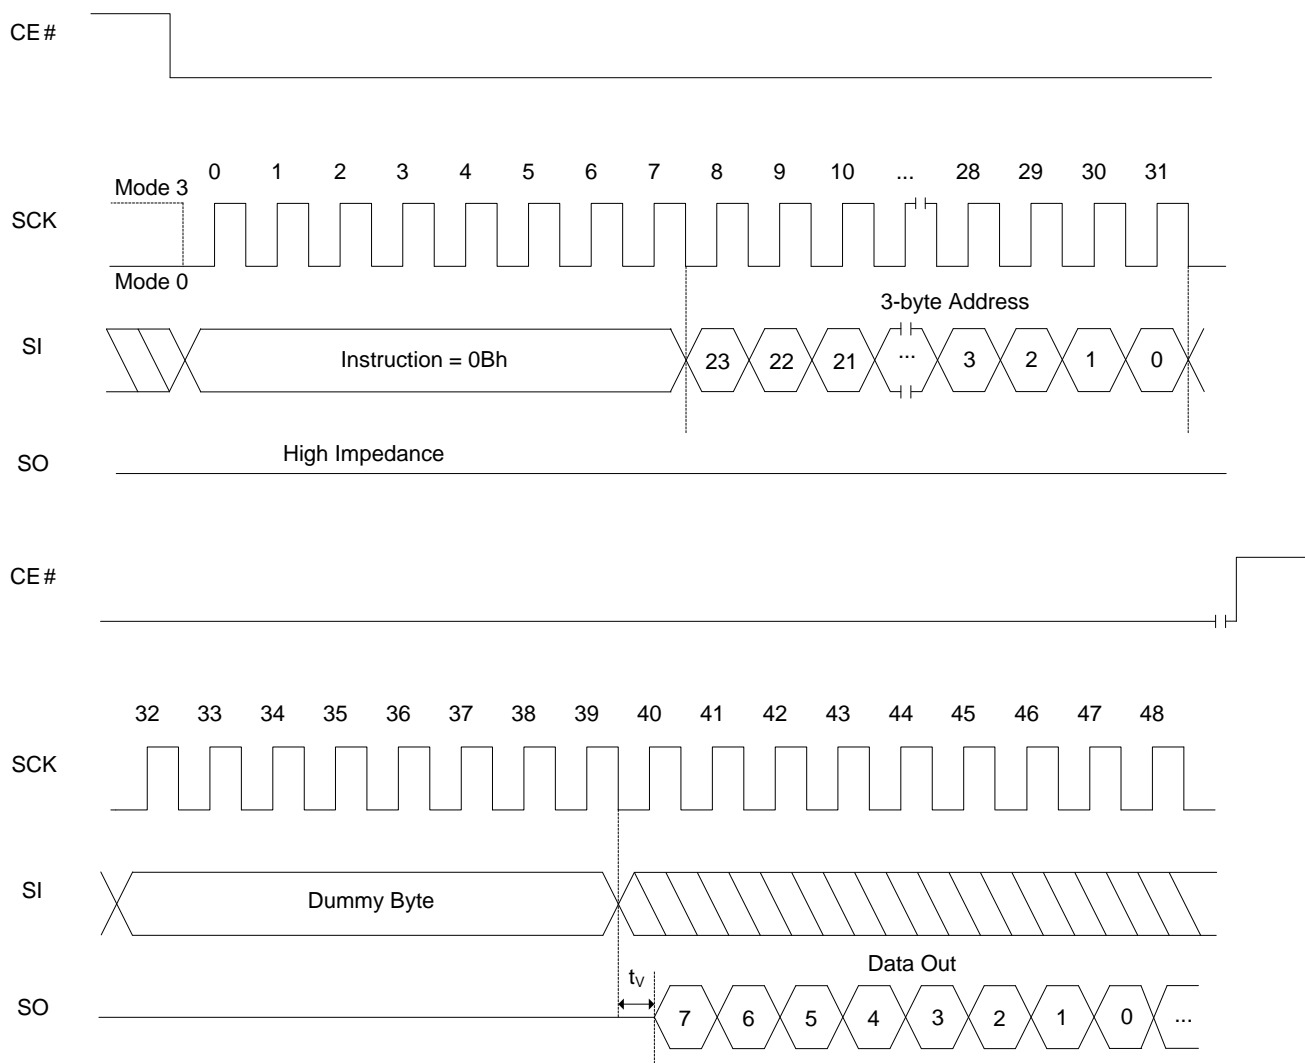 CE#
0 1 2 3 4 5 6 7 8 9 10 ... 28 29 30 31
Mode 3
SCK
Mode 0
3-byte Address
SI
Instruction = 0Bh
23 22 21 ... 3 2 1 0
High Impedance
SO
CE#
32 33 34 35 36 37 38 39 40 41 42 43 44 45 46 47 48
SCK
SI
Dummy Byte
Data Out
tV
SO
7 6 5 4 3 2 1 0 ...